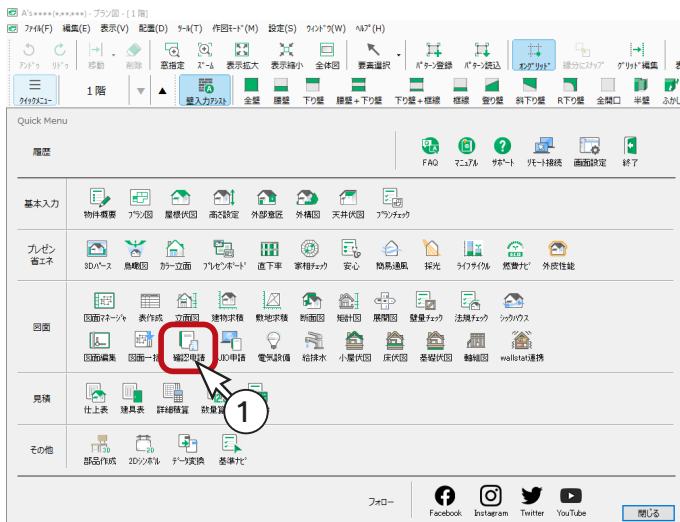 A's****(*,**,***) - プラン図 - [ 1 階]
ファイル(F) 編集(E) 表示(V) 配置(D) ツール(T) 作図モード(M) 設定(S) ウインドウ(W) ヘルプ(H)
アンドゥ リドゥ 移動 削除 窓指定 ズーム 表示拡大 表示縮小 全体図 要素選択 パターン登録 パターン読込 オングリッド 線分にスナップ グリッド編集 表
クイックメニュー 1 階 ▼ ▲ 壁入力アシスト 全壁 腰壁 下り壁 腰壁+下り壁 下り壁+框線 框線 登り壁 斜下り壁 R下り壁 全開口 半壁 ふかし
Quick Menu
履歴 FAQ マニュアル サポート リモート接続 画面設定 終了
基本入力 物件概要 プラン図 屋根伏図 高さ設定 外部意匠 外構図 天井伏図 プランチェック
プレゼン
省エネ 3Dパース 鳥瞰図 カラー立面 プレゼンボード 直下率 家相チェック 安心 簡易通風 採光 ライフサイクル 燃費ナビ 外皮性能
図面 図面マネージャ 表作成 立面図 建物求積 敷地求積 断面図 矩計図 展開図 壁量チェック 法規チェック シックハウス
図面編集 図面一括 確認申請 JIO申請 電気設備 給排水 小屋伏図 床伏図 基礎伏図 軸組図 wallstat連携
見積 仕上表 建具表 詳細積算 数量算
1
その他 部品作成 2Dシンボル データ変換 基準ナビ
フォロー Facebook Instagram Twitter YouTube 閉じる